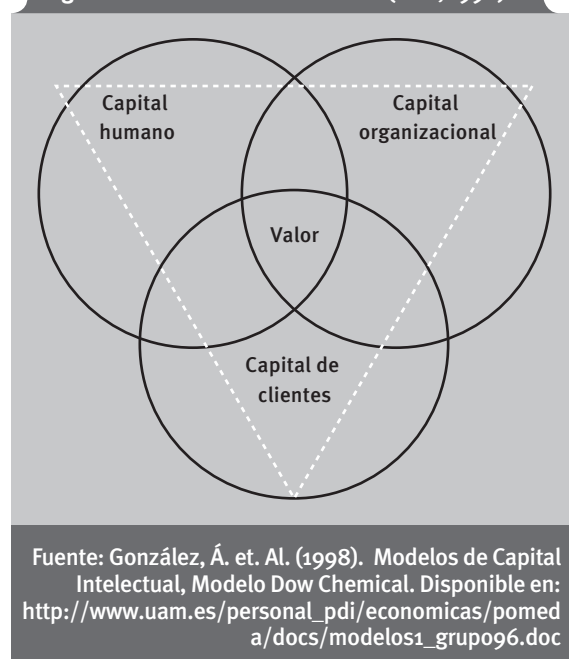 Capital
humano
Capital
organizacional
Valor
Capital de
clientes
Fuente: González, Á. et. Al. (1998). Modelos de Capital
Intelectual, Modelo Dow Chemical. Disponible en:
http://www.uam.es/personal_pdi/economicas/pomed
a/docs/modelos1_grupo96.doc